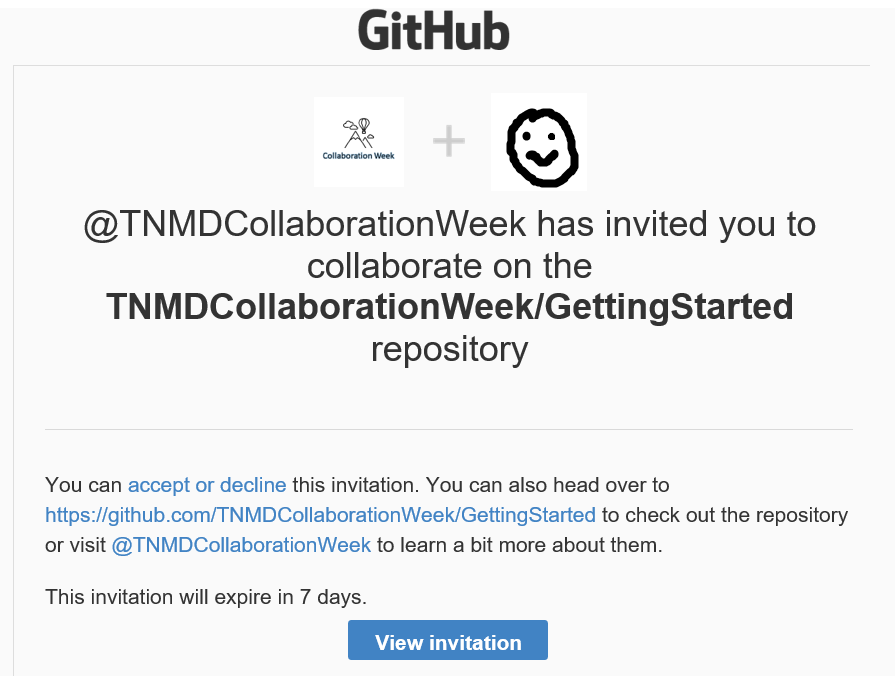 GitHub
Collaboration Week
@TNMDCollaborationWeek has invited you to
collaborate on the
TNMDCollaborationWeek/GettingStarted
repository
You can accept or decline this invitation. You can also head over to
https://github.com/TNMDCollaborationWeek/GettingStarted to check out the repository
or visit @TNMDCollaborationWeek to learn a bit more about them.
This invitation will expire in 7 days.
View invitation